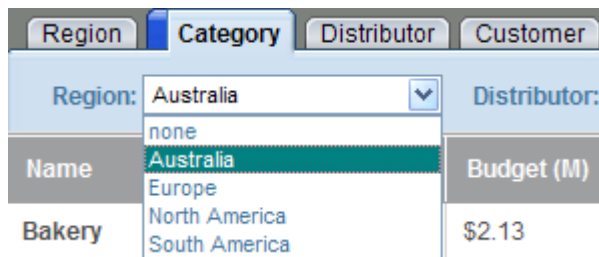 Region Category Distributor Customer
Region: Australia Distributor:
none
Name Australia Budget (M)
Europe
North America
Bakery $2.13
South America